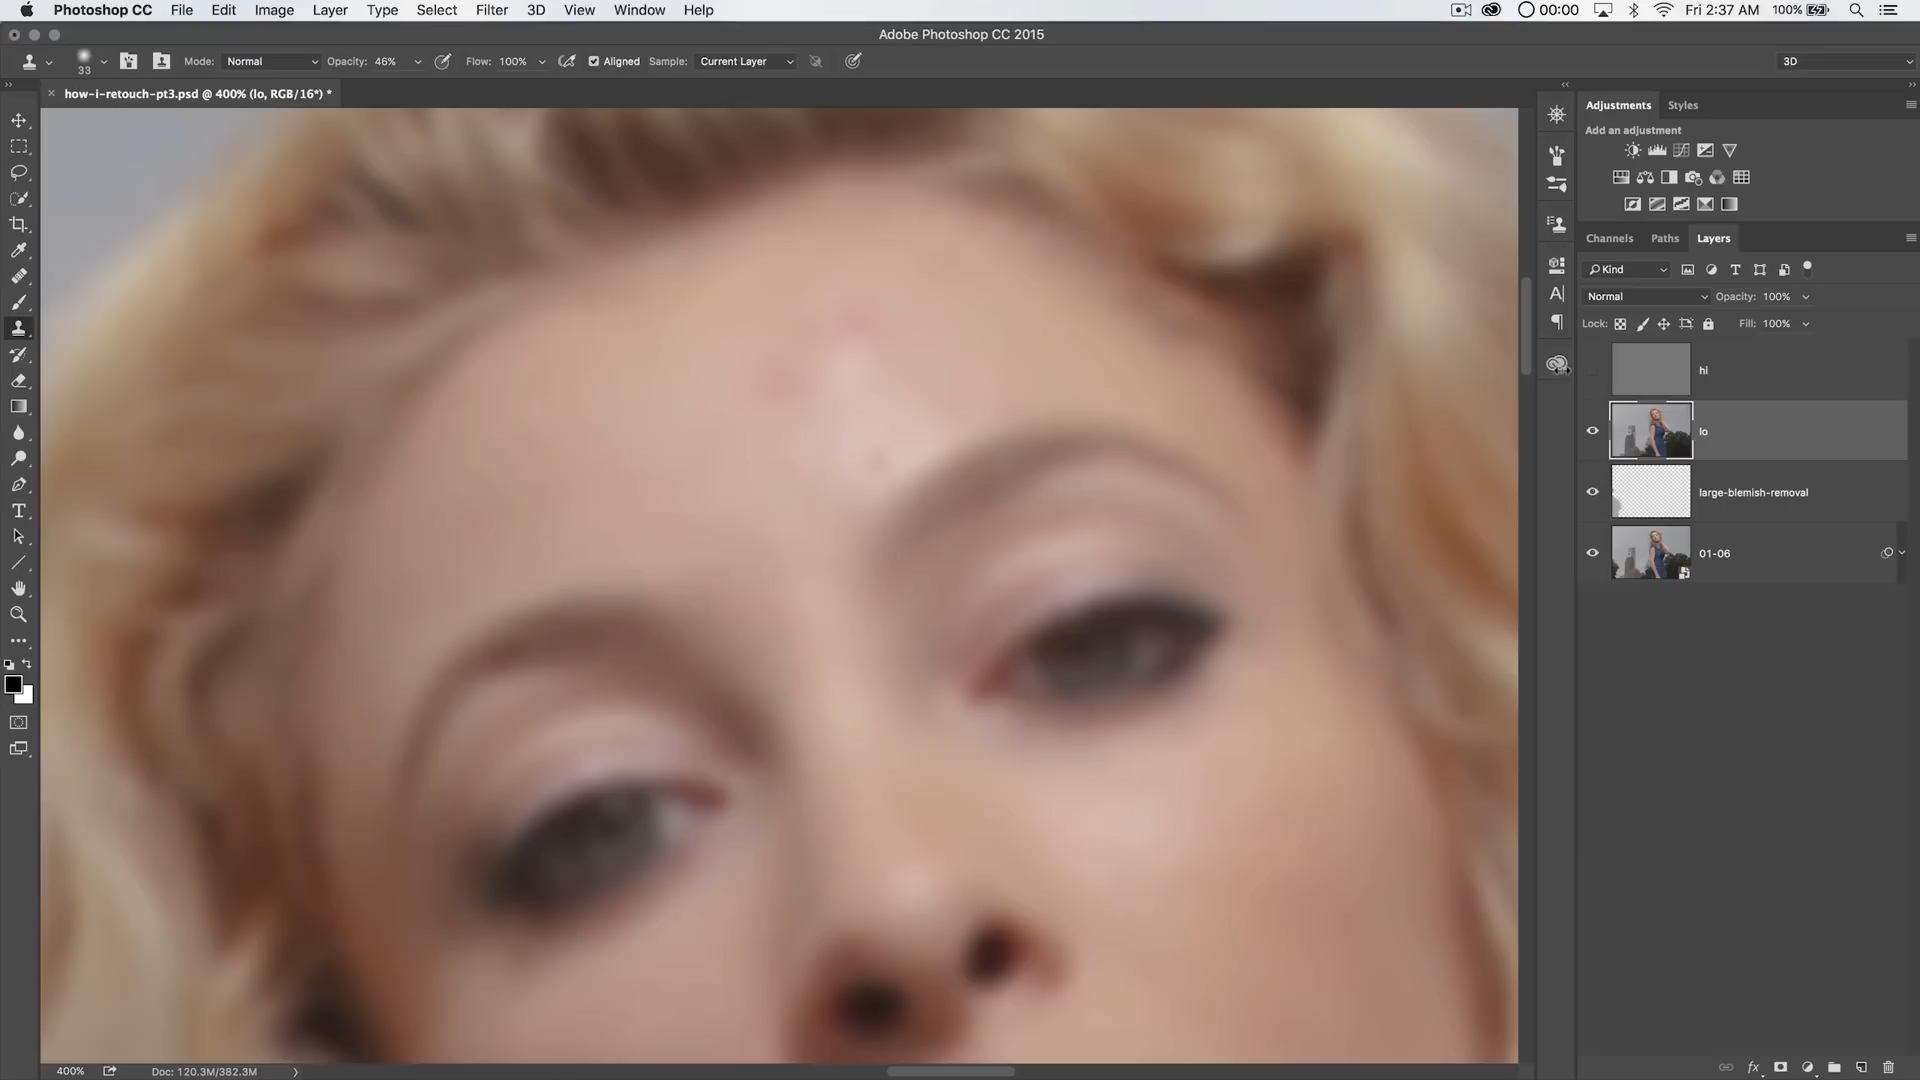 Photoshop CC File Edit Image Layer Type Select Filter 3D View Window Help 00:00 Fri 2:37 AM 100%
Adobe Photoshop CC 2015
33 Mode: Normal Opacity: 46% Flow: 100% Aligned Sample: Current Layer 3D
how-i-retouch-pt3.psd @ 400% (lo, RGB/16*) *
Adjustments Styles
Add an adjustment
Channels Paths Layers
Kind
Normal Opacity: 100%
Lock: Fill: 100%
hi
lo
large-blemish-removal
01-06
400% Doc: 120.3M/382.3M
fx